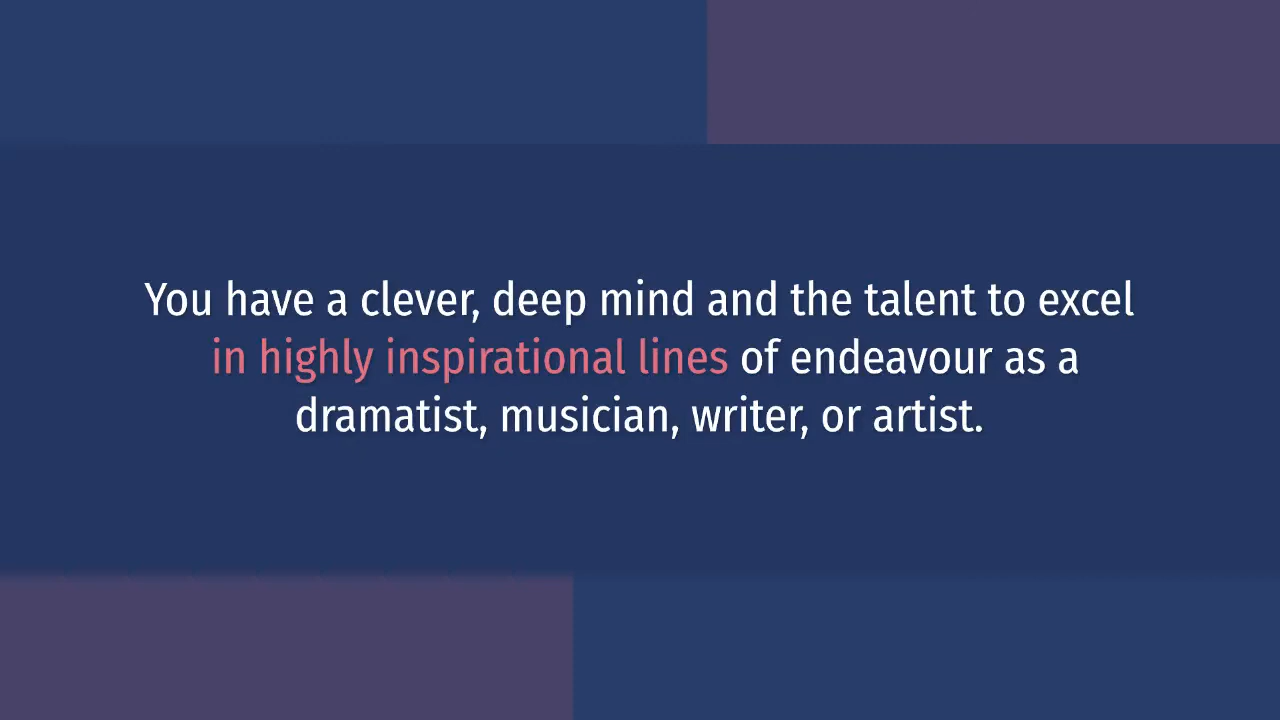 You have a clever, deep mind and the talent to excel
in highly inspirational lines of endeavour as a
dramatist, musician, writer, or artist.